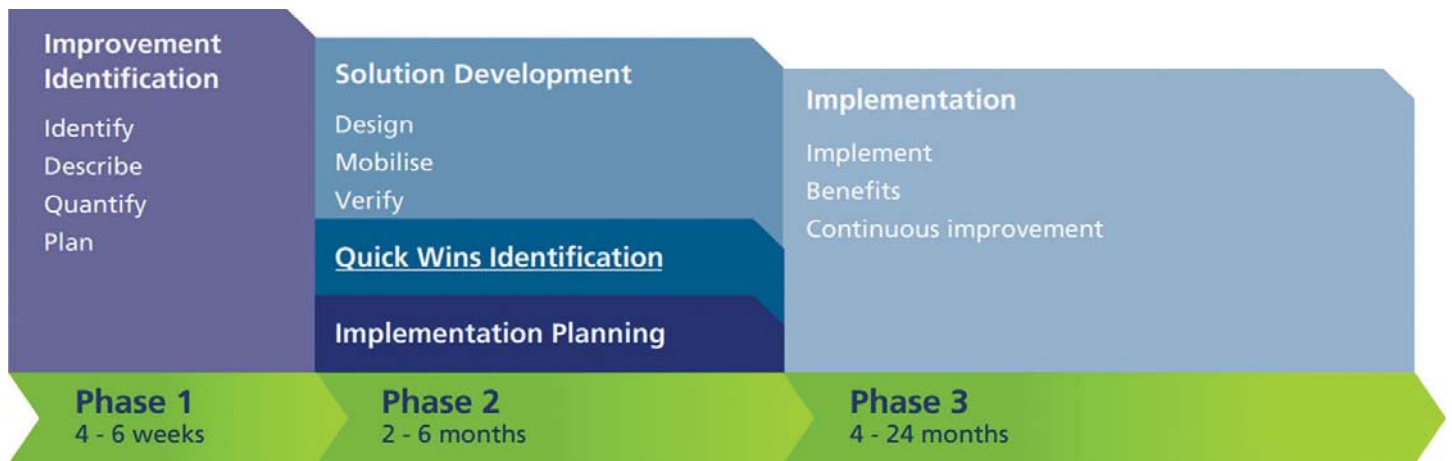 Improvement
Identification
Identify
Describe
Quantify
Plan
Solution Development
Design
Mobilise
Verify
Quick Wins Identification
Implementation Planning
Implementation
Implement
Benefits
Continuous improvement
Phase 1
4 - 6 weeks
Phase 2
2 - 6 months
Phase 3
4 - 24 months